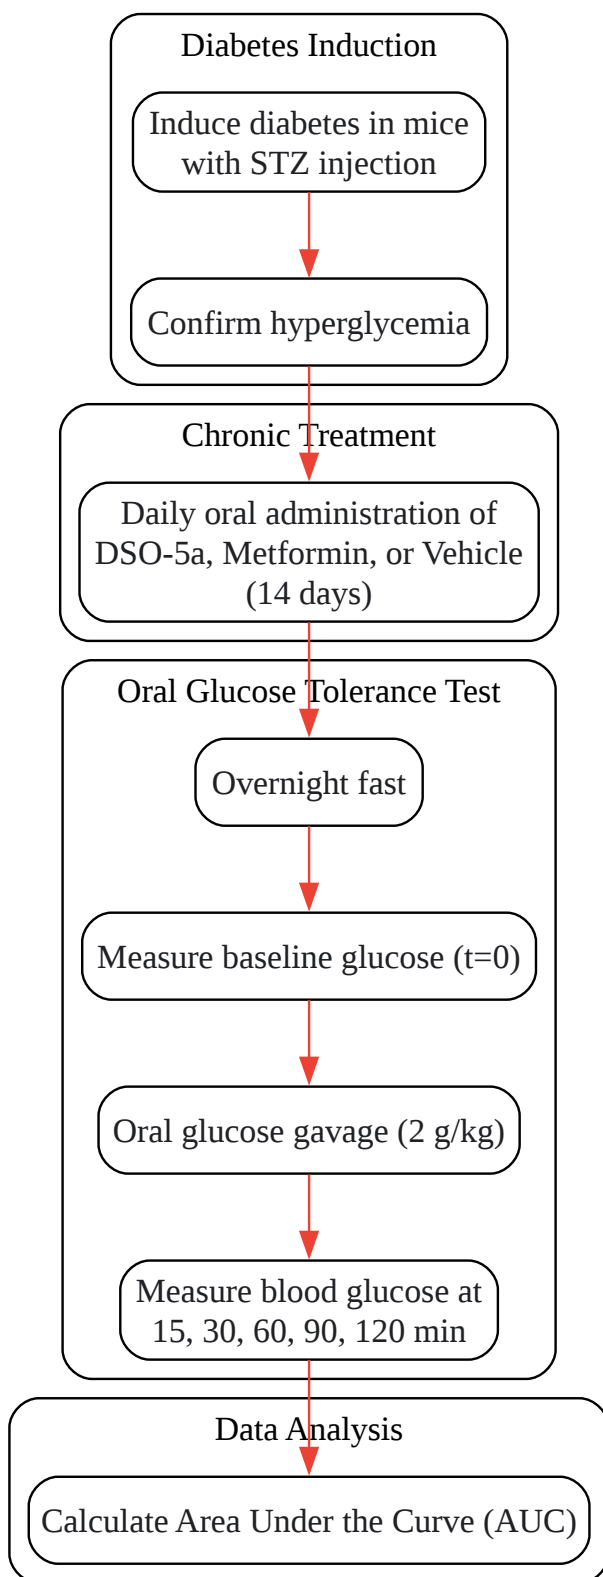 Diabetes Induction
Induce diabetes in mice
with STZ injection
Confirm hyperglycemia
Chronic Treatment
Daily oral administration of
DSO-5a, Metformin, or Vehicle
(14 days)
Oral Glucose Tolerance Test
Overnight fast
Measure baseline glucose (t=0)
Oral glucose gavage (2 g/kg)
Measure blood glucose at
15, 30, 60, 90, 120 min
Data Analysis
Calculate Area Under the Curve (AUC)